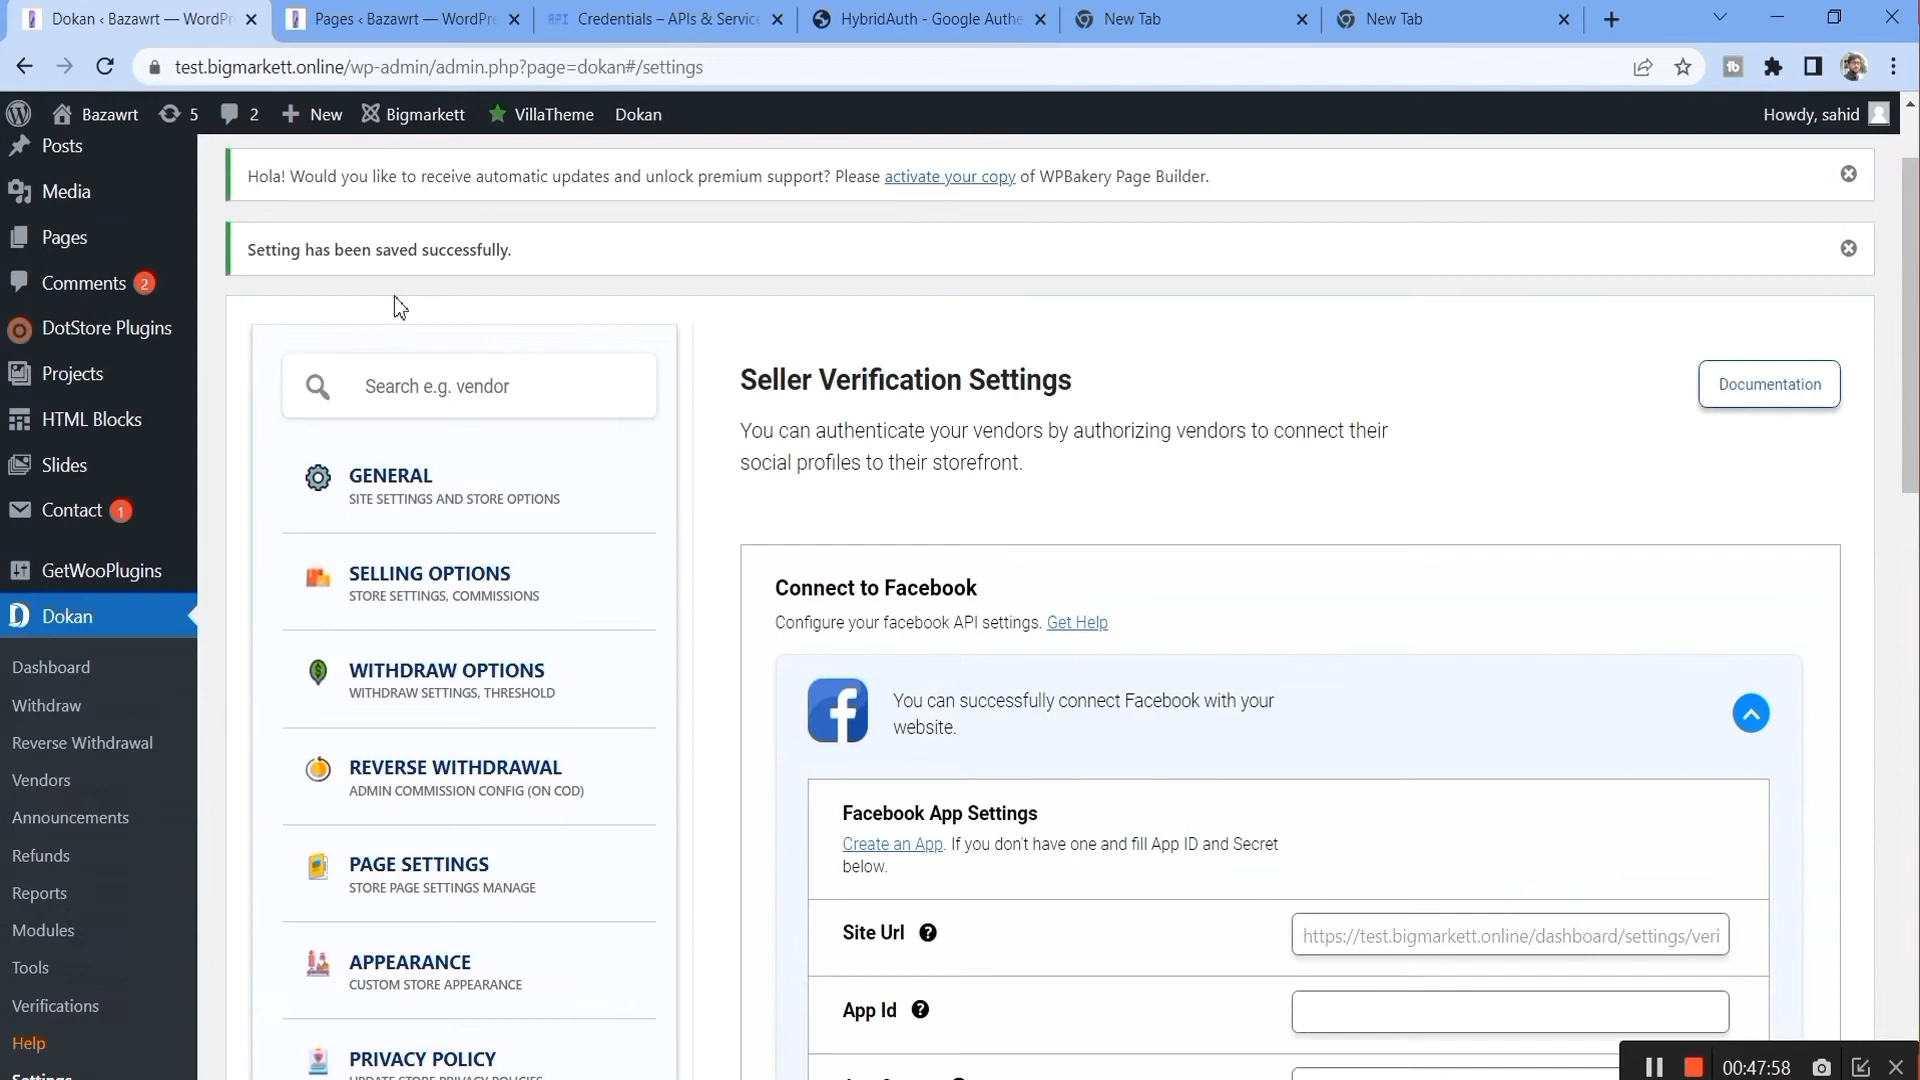 Dokan ‹ Bazawrt — WordPr
Pages ‹ Bazawrt — WordPre
API Credentials – APIs & Service
HybridAuth - Google Authe
New Tab
New Tab
test.bigmarkett.online/wp-admin/admin.php?page=dokan#/settings
Bazawrt
5
2
New
Bigmarkett
VillaTheme
Dokan
Howdy, sahid
Posts
Media
Pages
Comments 2
DotStore Plugins
Projects
HTML Blocks
Slides
Contact 1
GetWooPlugins
Dokan
Dashboard
Withdraw
Reverse Withdrawal
Vendors
Announcements
Refunds
Reports
Modules
Tools
Verifications
Help
Settings
Hola! Would you like to receive automatic updates and unlock premium support? Please activate your copy of WPBakery Page Builder.
Setting has been saved successfully.
Search e.g. vendor
GENERAL
SITE SETTINGS AND STORE OPTIONS
SELLING OPTIONS
STORE SETTINGS, COMMISSIONS
WITHDRAW OPTIONS
WITHDRAW SETTINGS, THRESHOLD
REVERSE WITHDRAWAL
ADMIN COMMISSION CONFIG (ON COD)
PAGE SETTINGS
STORE PAGE SETTINGS MANAGE
APPEARANCE
CUSTOM STORE APPEARANCE
PRIVACY POLICY
UPDATE STORE PRIVACY POLICIES
Seller Verification Settings
Documentation
You can authenticate your vendors by authorizing vendors to connect their
social profiles to their storefront.
Connect to Facebook
Configure your facebook API settings. Get Help
You can successfully connect Facebook with your
website.
Facebook App Settings
Create an App. If you don't have one and fill App ID and Secret
below.
Site Url
https://test.bigmarkett.online/dashboard/settings/veri
App Id
00:47:58